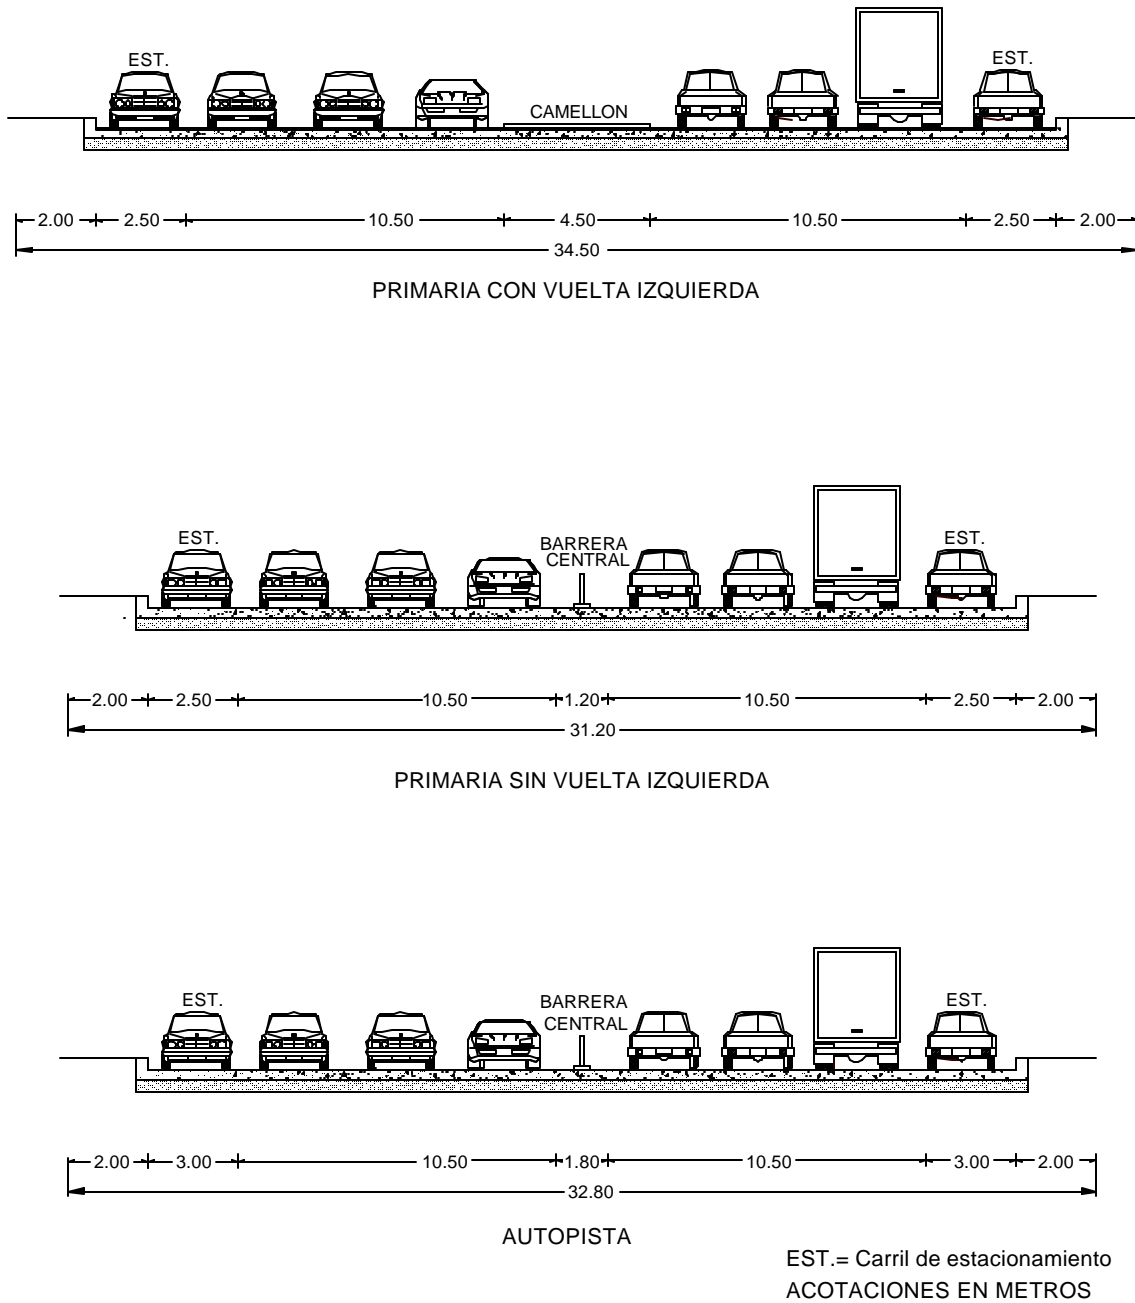 EST.
EST.
CAMELLON
2.00 2.50 10.50 4.50 10.50 2.50 2.00
34.50
PRIMARIA CON VUELTA IZQUIERDA
EST.
BARRERA
CENTRAL
EST.
2.00 2.50 10.50 1.20 10.50 2.50 2.00
31.20
PRIMARIA SIN VUELTA IZQUIERDA
EST.
BARRERA
CENTRAL
EST.
2.00 3.00 10.50 1.80 10.50 3.00 2.00
32.80
AUTOPISTA
EST.= Carril de estacionamiento
ACOTACIONES EN METROS